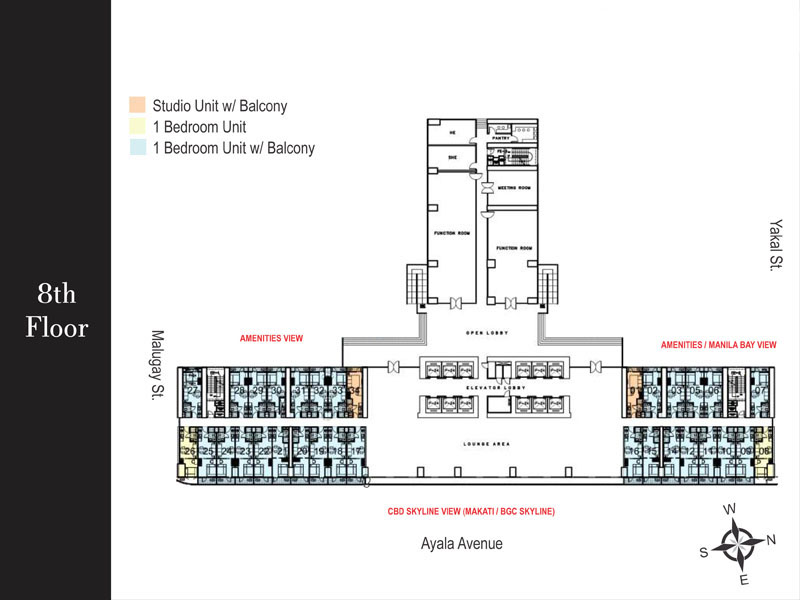 8th
Floor
Studio Unit w/ Balcony
1 Bedroom Unit
1 Bedroom Unit w/ Balcony
PANTRY
MEETING ROOM
FUNCTION ROOM
FUNCTION ROOM
Yakal St.
OPEN LOBBY
Malugay St.
AMENITIES VIEW
AMENITIES / MANILA BAY VIEW
ELEVATOR LOBBY
27 28 29 30 31 32 33 34
01 02 03 05 06 07
LOUNGE AREA
26 25 24 23 22 21 20 19 18 17
16 15 14 12 11 10 09 08
CBD SKYLINE VIEW (MAKATI / BGC SKYLINE)
Ayala Avenue
W
N
S
E